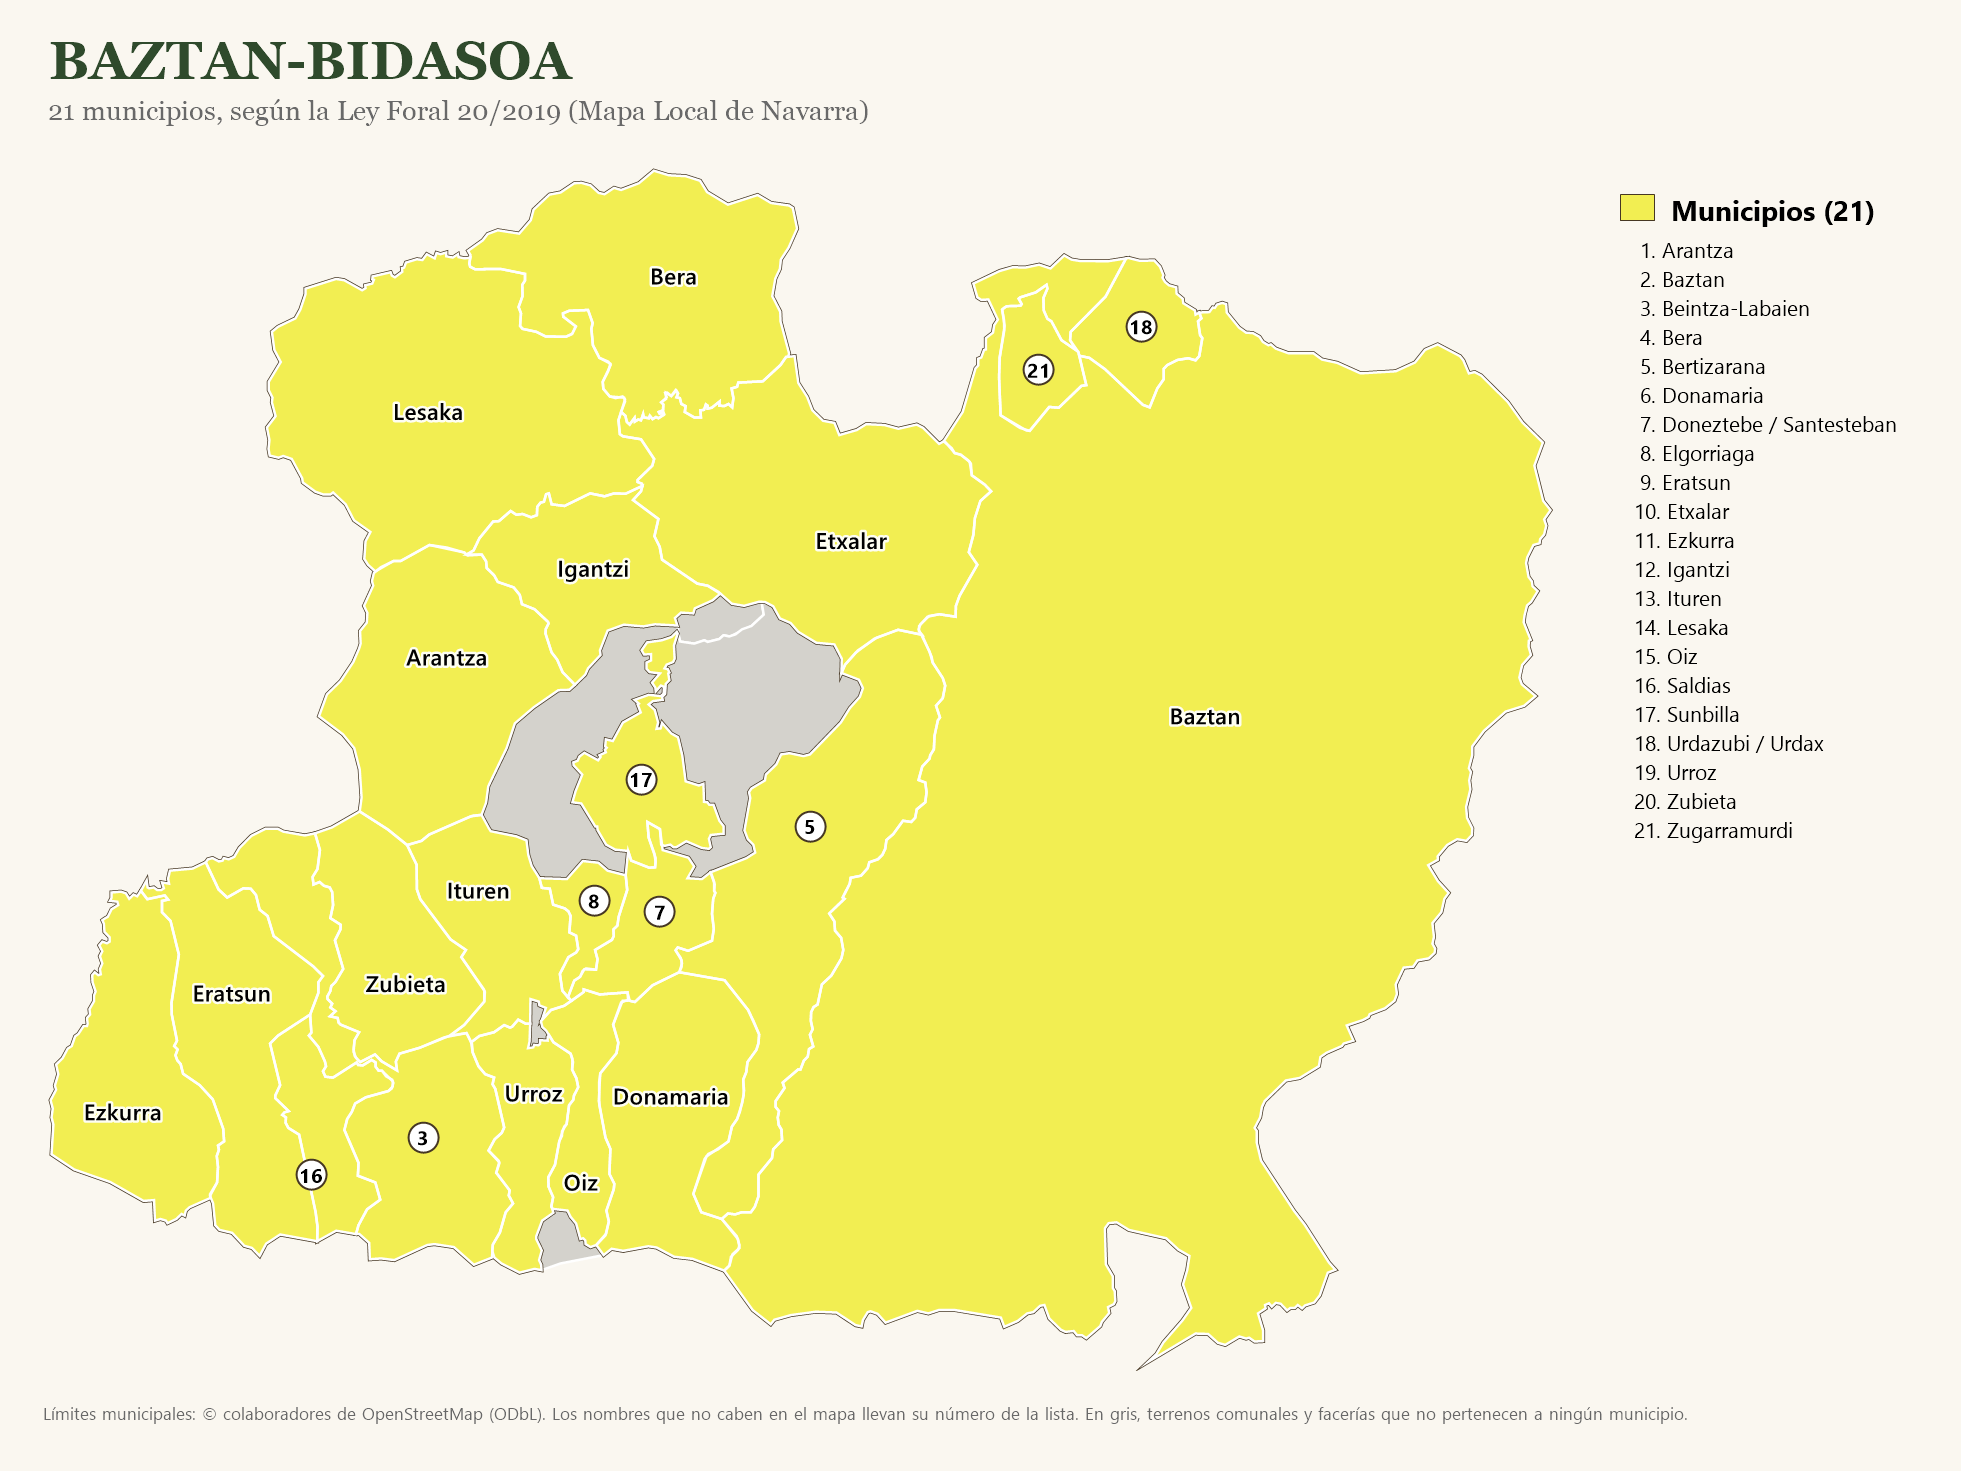 BAZTAN-BIDASOA
21 municipios, según la Ley Foral 20/2019 (Mapa Local de Navarra)
Municipios (21)
1. Arantza
2. Baztan
3. Beintza-Labaien
4. Bera
5. Bertizarana
6. Donamaria
7. Doneztebe / Santesteban
8. Elgorriaga
9. Eratsun
10. Etxalar
11. Ezkurra
12. Igantzi
13. Ituren
14. Lesaka
15. Oiz
16. Saldias
17. Sunbilla
18. Urdazubi / Urdax
19. Urroz
20. Zubieta
21. Zugarramurdi
Bera
18
21
Lesaka
Etxalar
Igantzi
Arantza
Baztan
17
5
Ituren
8
7
Zubieta
Eratsun
Urroz
Donamaria
Ezkurra
3
16
Oiz
Límites municipales: © colaboradores de OpenStreetMap (ODbL). Los nombres que no caben en el mapa llevan su número de la lista. En gris, terrenos comunales y facerías que no pertenecen a ningún municipio.